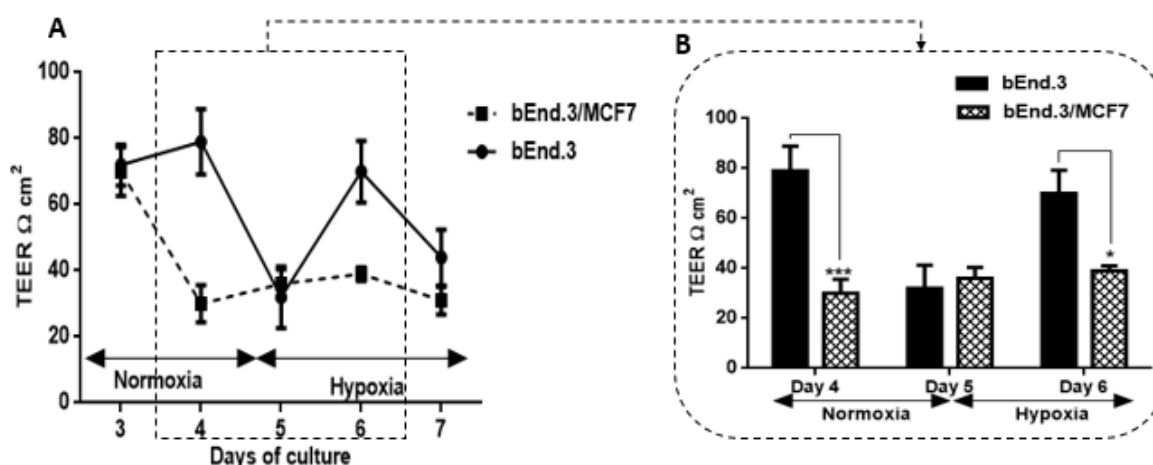 A
TEER Ω cm2
100
80
60
40
20
0
Normoxia
Hypoxia
3
4
5
6
7
Days of culture
bEnd.3/MCF7
bEnd.3
B
bEnd.3
bEnd.3/MCF7
TEER Ω cm2
100
80
60
40
20
0
***
*
Day 4
Day 5
Day 6
Normoxia
Hypoxia